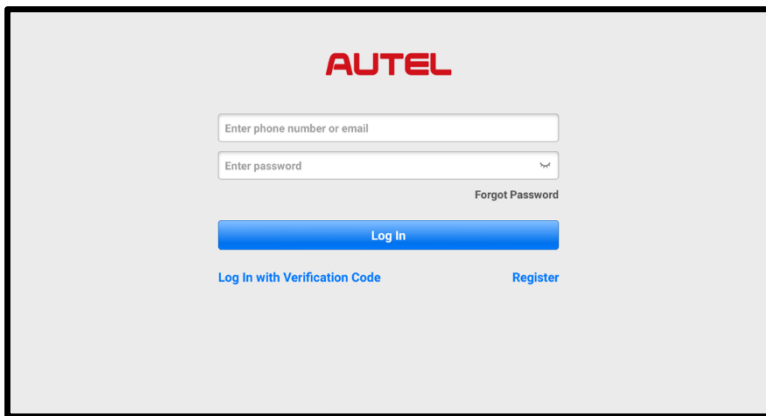 AUTEL
Enter phone number or email
Enter password
Forgot Password
Log In
Log In with Verification Code
Register